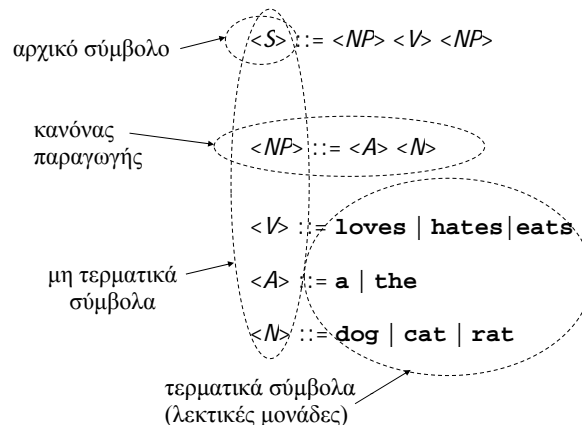 αρχικό σύμβολο
<S> ::= <NP> <V> <NP>
κανόνας
παραγωγής
<NP> ::= <A> <N>
<V> ::= loves | hates|eats
μη τερματικά
σύμβολα
<A> ::= a | the
<N> ::= dog | cat | rat
τερματικά σύμβολα
(λεκτικές μονάδες)